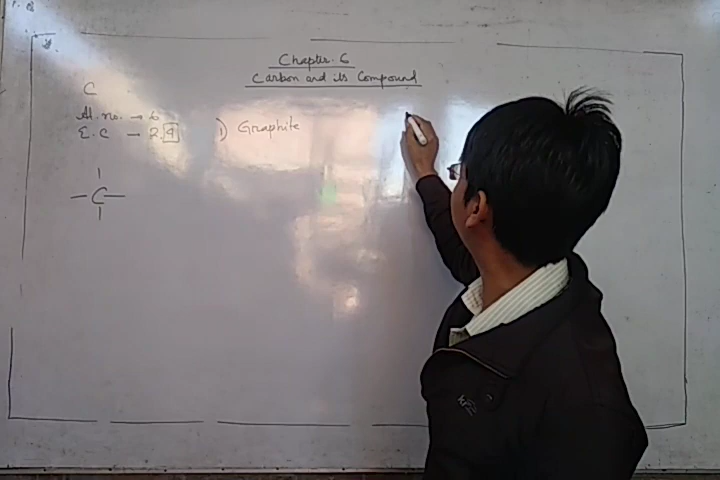 Chapter. 6
Carbon and its Compound
C
At. no. → 6
E.C → 2,4
1) Graphite
— C —